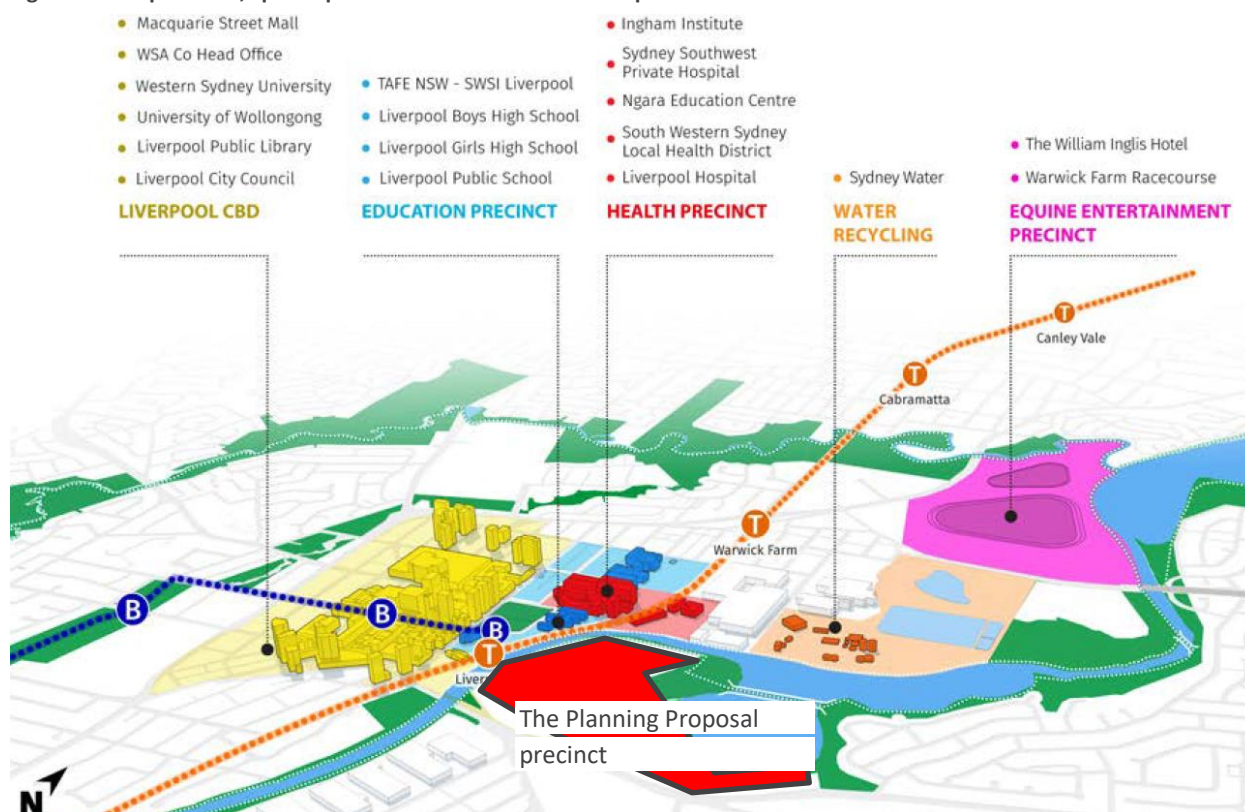 Macquarie Street Mall
WSA Co Head Office
Western Sydney University
University of Wollongong
Liverpool Public Library
Liverpool City Council
LIVERPOOL CBD
TAFE NSW - SWSI Liverpool
Liverpool Boys High School
Liverpool Girls High School
Liverpool Public School
EDUCATION PRECINCT
Ingham Institute
Sydney Southwest
Private Hospital
Ngara Education Centre
South Western Sydney
Local Health District
Liverpool Hospital
HEALTH PRECINCT
Sydney Water
WATER
RECYCLING
The William Inglis Hotel
Warwick Farm Racecourse
EQUINE ENTERTAINMENT
PRECINCT
T
Canley Vale
T
Cabramatta
T
Warwick Farm
B
B
B
T
The Planning Proposal
precinct
N